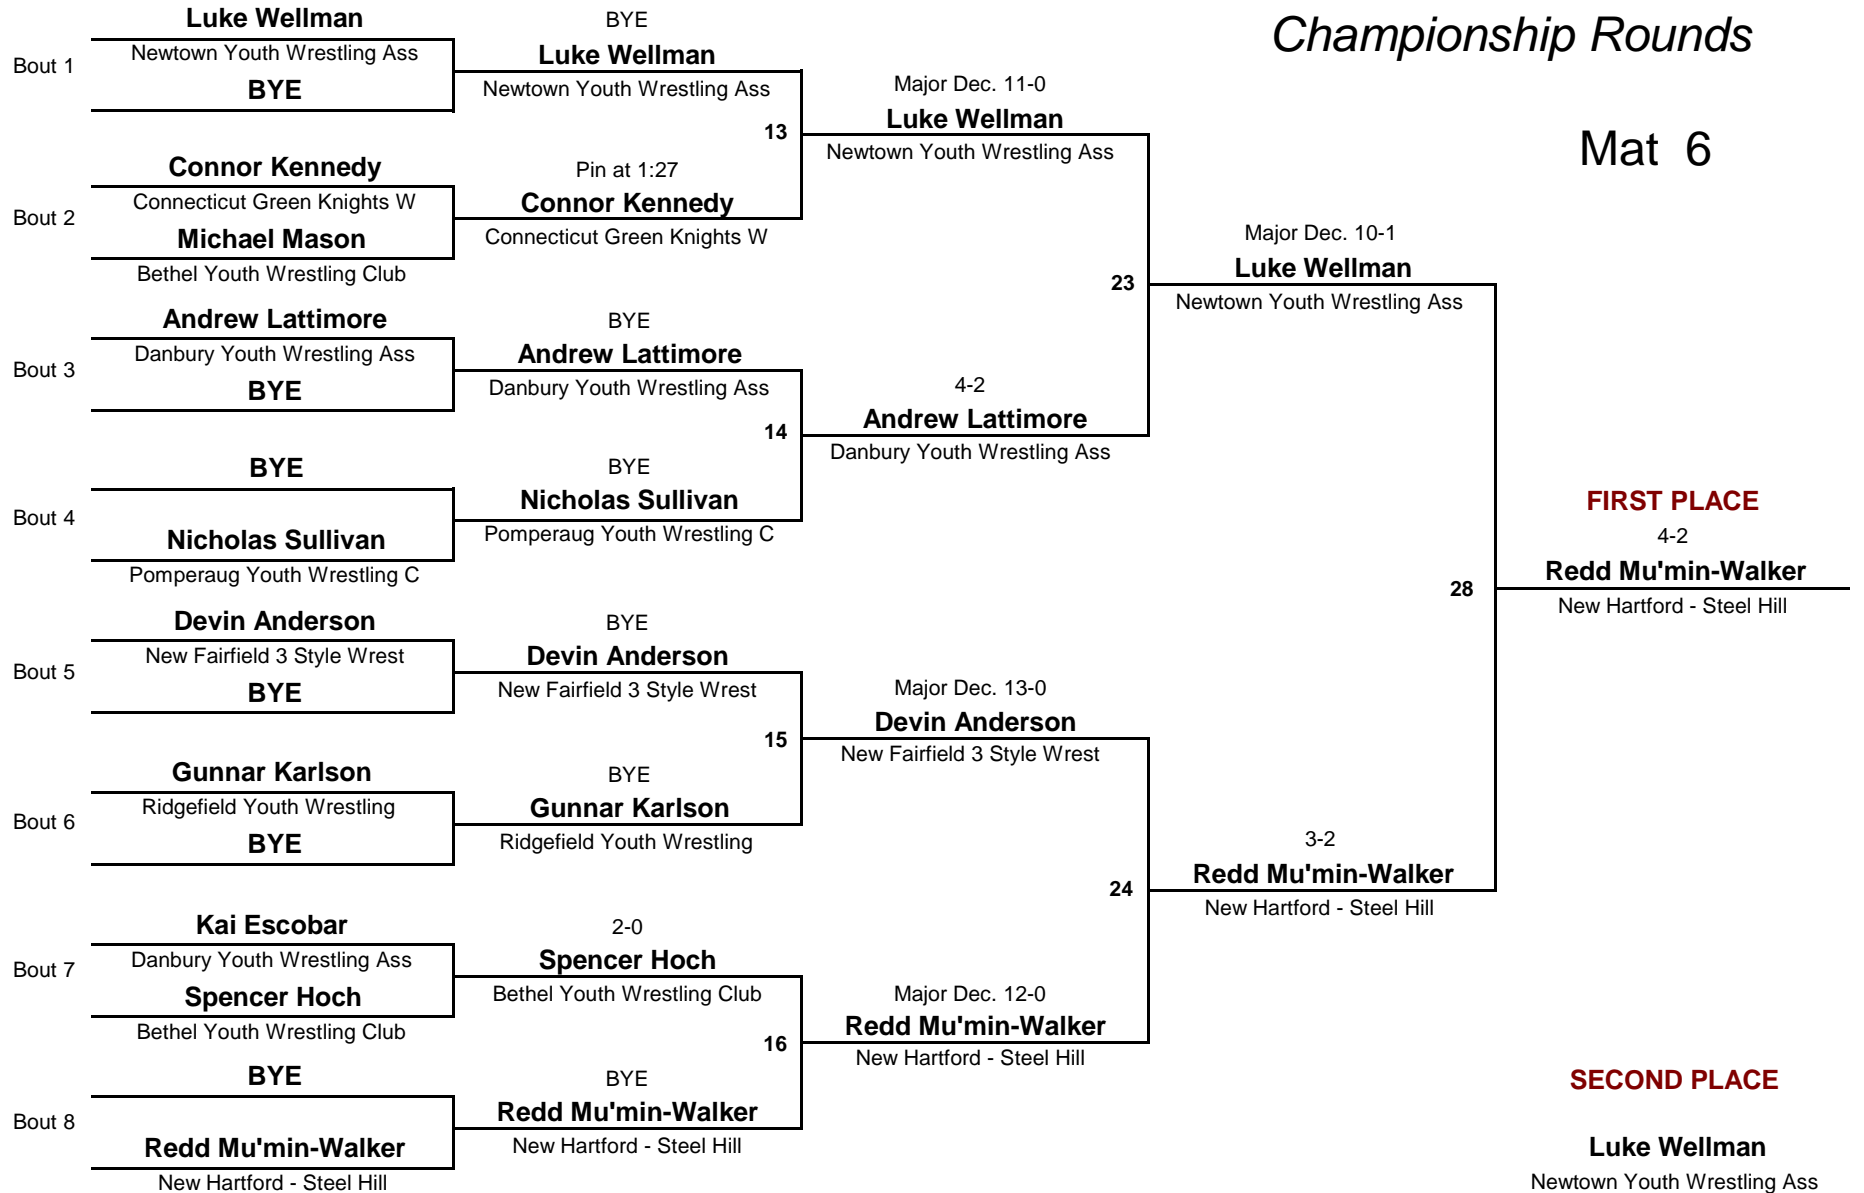 Championship Rounds
Mat 6
Bout 1
Luke Wellman
Newtown Youth Wrestling Ass
BYE
Bout 2
Connor Kennedy
Connecticut Green Knights W
Michael Mason
Bethel Youth Wrestling Club
Bout 3
Andrew Lattimore
Danbury Youth Wrestling Ass
BYE
Bout 4
BYE
Nicholas Sullivan
Pomperaug Youth Wrestling C
Bout 5
Devin Anderson
New Fairfield 3 Style Wrest
BYE
Bout 6
Gunnar Karlson
Ridgefield Youth Wrestling
BYE
Bout 7
Kai Escobar
Danbury Youth Wrestling Ass
Spencer Hoch
Bethel Youth Wrestling Club
Bout 8
BYE
Redd Mu'min-Walker
New Hartford - Steel Hill
BYE
Luke Wellman
Newtown Youth Wrestling Ass
13
Pin at 1:27
Connor Kennedy
Connecticut Green Knights W
BYE
Andrew Lattimore
Danbury Youth Wrestling Ass
14
BYE
Nicholas Sullivan
Pomperaug Youth Wrestling C
BYE
Devin Anderson
New Fairfield 3 Style Wrest
15
BYE
Gunnar Karlson
Ridgefield Youth Wrestling
2-0
Spencer Hoch
Bethel Youth Wrestling Club
16
BYE
Redd Mu'min-Walker
New Hartford - Steel Hill
Major Dec. 11-0
Luke Wellman
Newtown Youth Wrestling Ass
23
4-2
Andrew Lattimore
Danbury Youth Wrestling Ass
Major Dec. 13-0
Devin Anderson
New Fairfield 3 Style Wrest
24
Major Dec. 12-0
Redd Mu'min-Walker
New Hartford - Steel Hill
Major Dec. 10-1
Luke Wellman
Newtown Youth Wrestling Ass
28
3-2
Redd Mu'min-Walker
New Hartford - Steel Hill
FIRST PLACE
4-2
Redd Mu'min-Walker
New Hartford - Steel Hill
SECOND PLACE
Luke Wellman
Newtown Youth Wrestling Ass